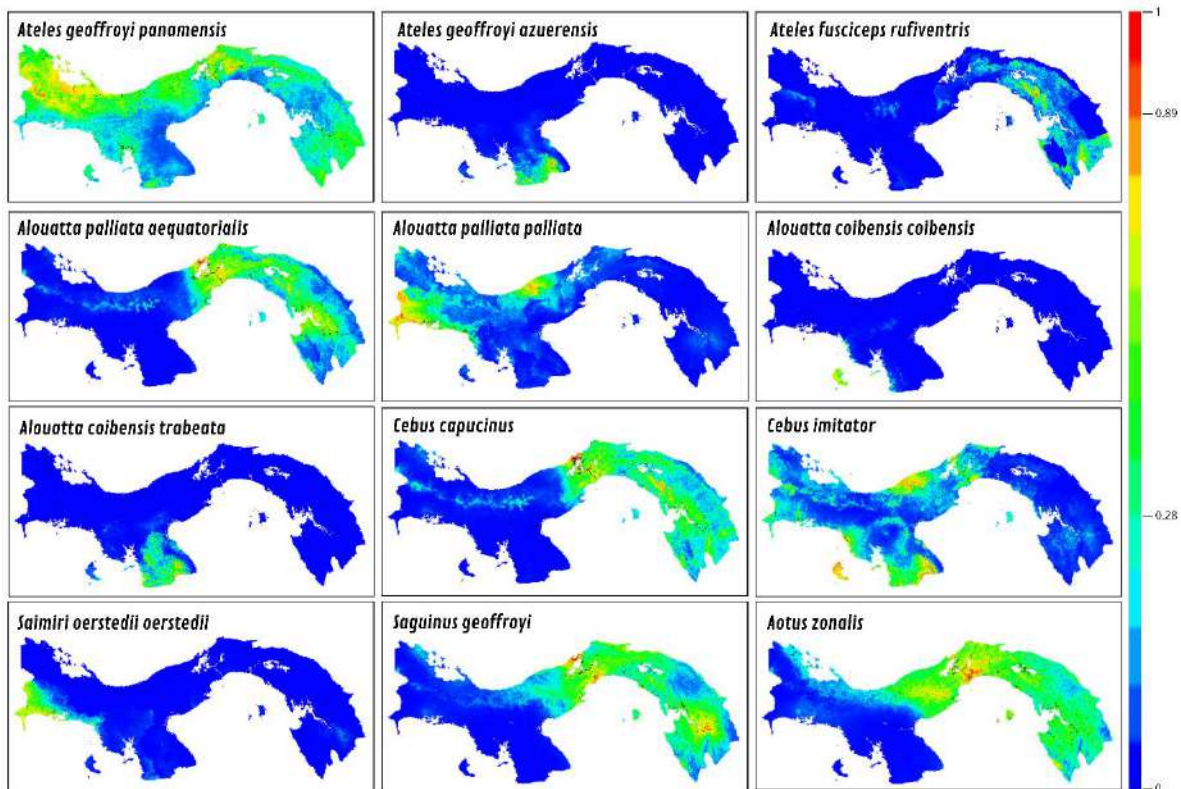 Ateles geoffroyi panamensis
Ateles geoffroyi azuerensis
Ateles fusciceps rufiventris
1
0.89
Alouatta palliata aequatorialis
Alouatta palliata palliata
Alouatta coibensis coibensis
Alouatta coibensis trabeata
Cebus capucinus
Cebus imitator
0.28
Saimiri oerstedii oerstedii
Saguinus geoffroyi
Aotus zonalis
0